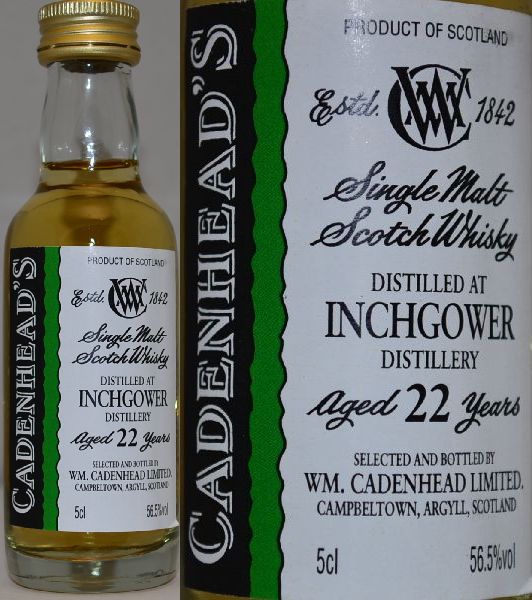 CADENHEAD'S
PRODUCT OF SCOTLAND
Estd. WMC 1842
Single Malt
Scotch Whisky
DISTILLED AT
INCHGOWER
DISTILLERY
Aged 22 Years
SELECTED AND BOTTLED BY
WM. CADENHEAD LIMITED.
CAMPBELTOWN, ARGYLL, SCOTLAND
5cl 56.5%vol
CADENHEAD'S
PRODUCT OF SCOTLAND
Estd. WMC 1842
Single Malt
Scotch Whisky
DISTILLED AT
INCHGOWER
DISTILLERY
Aged 22 Years
SELECTED AND BOTTLED BY
WM. CADENHEAD LIMITED.
CAMPBELTOWN, ARGYLL, SCOTLAND
5cl 56.5%vol